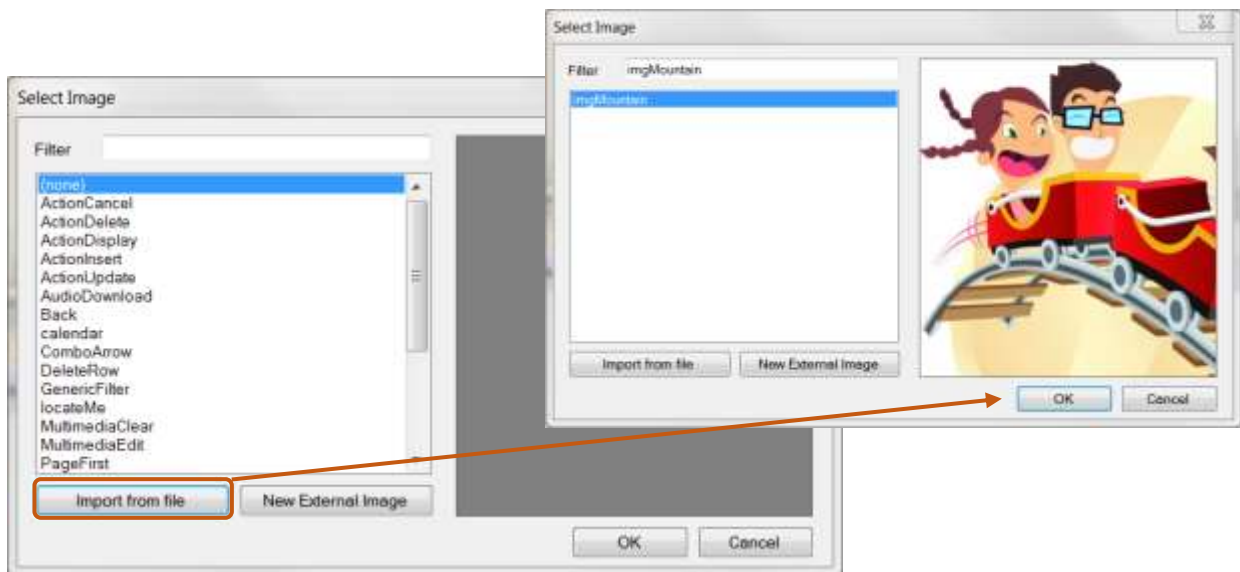 Select Image
Filter
(none)
ActionCancel
ActionDelete
ActionDisplay
ActionInsert
ActionUpdate
AudioDownload
Back
calendar
ComboArrow
DeleteRow
GenericFilter
locateMe
MultimediaClear
MultimediaEdit
PageFirst
Import from file New External Image
OK Cancel
Select Image
Filter imgMountain
imgMountain
Import from file New External Image
OK Cancel